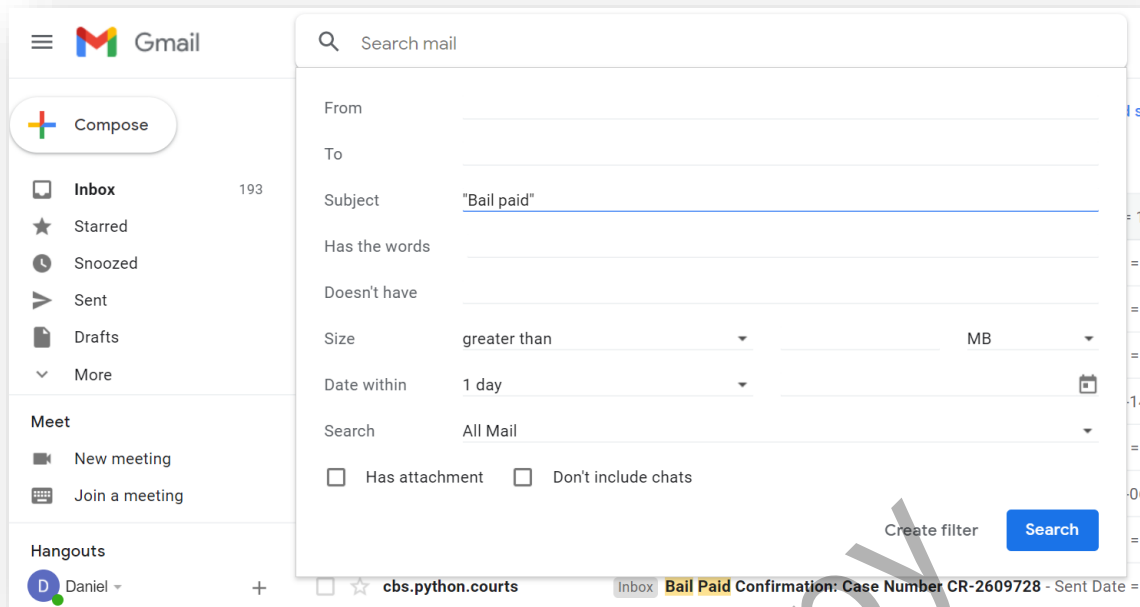 Gmail
Search mail
Compose
Inbox 193
Starred
Snoozed
Sent
Drafts
More
Meet
New meeting
Join a meeting
Hangouts
D Daniel
From
To
Subject "Bail paid"
Has the words
Doesn't have
Size greater than MB
Date within 1 day
Search All Mail
Has attachment Don't include chats
Create filter Search
cbs.python.courts Inbox Bail Paid Confirmation: Case Number CR-2609728 - Sent Date =